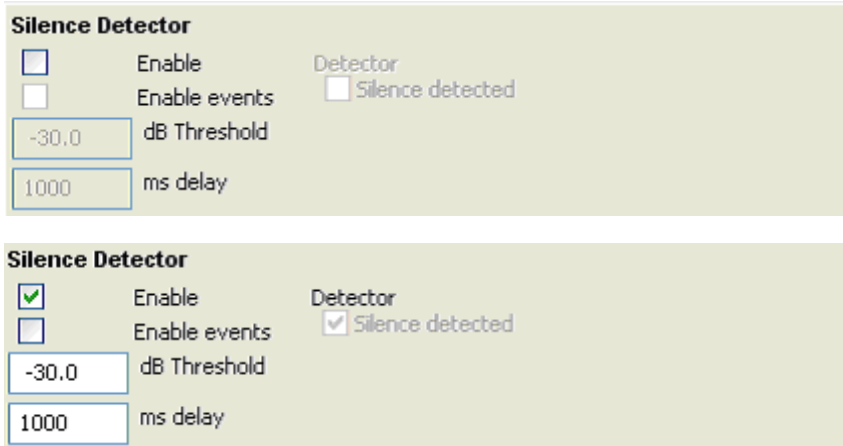 Silence Detector
Enable Detector
Enable events Silence detected
-30.0 dB Threshold
1000 ms delay
Silence Detector
Enable Detector
Enable events Silence detected
-30.0 dB Threshold
1000 ms delay